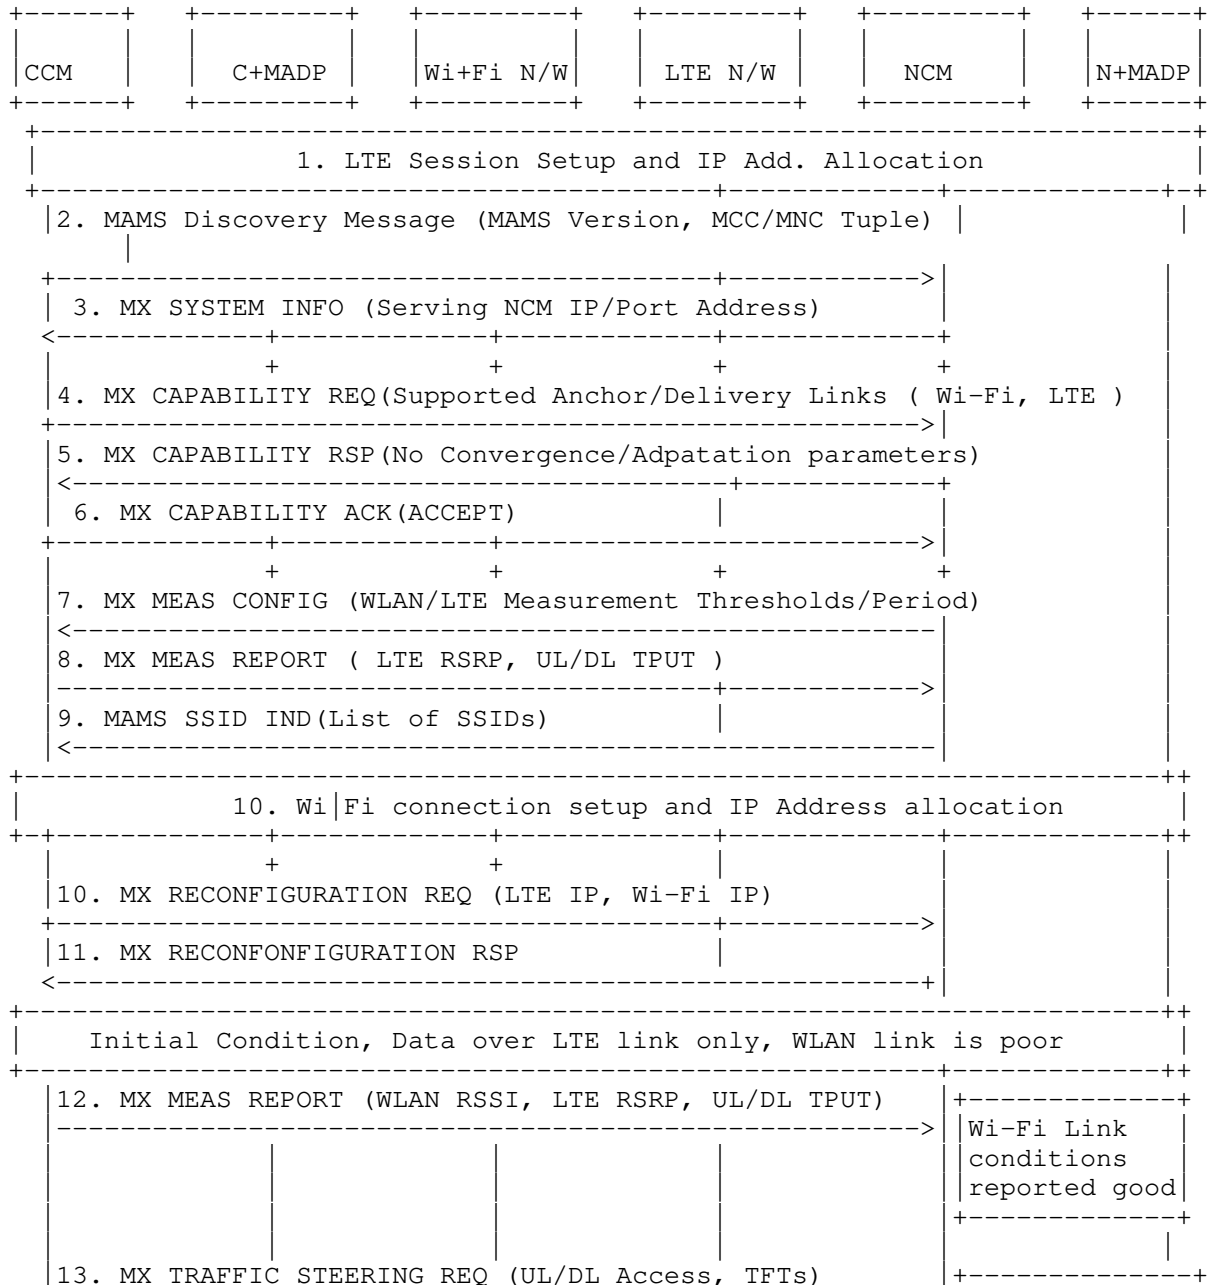 CCM C+MADP Wi+Fi N/W LTE N/W NCM N+MADP
1. LTE Session Setup and IP Add. Allocation
2. MAMS Discovery Message (MAMS Version, MCC/MNC Tuple)
3. MX SYSTEM INFO (Serving NCM IP/Port Address)
4. MX CAPABILITY REQ(Supported Anchor/Delivery Links ( Wi-Fi, LTE )
5. MX CAPABILITY RSP(No Convergence/Adpatation parameters)
6. MX CAPABILITY ACK(ACCEPT)
7. MX MEAS CONFIG (WLAN/LTE Measurement Thresholds/Period)
8. MX MEAS REPORT ( LTE RSRP, UL/DL TPUT )
9. MAMS SSID IND(List of SSIDs)
10. Wi|Fi connection setup and IP Address allocation
10. MX RECONFIGURATION REQ (LTE IP, Wi-Fi IP)
11. MX RECONFONFIGURATION RSP
Initial Condition, Data over LTE link only, WLAN link is poor
12. MX MEAS REPORT (WLAN RSSI, LTE RSRP, UL/DL TPUT)
Wi-Fi Link
conditions
reported good
13. MX TRAFFIC STEERING REQ (UL/DL Access, TFTs)